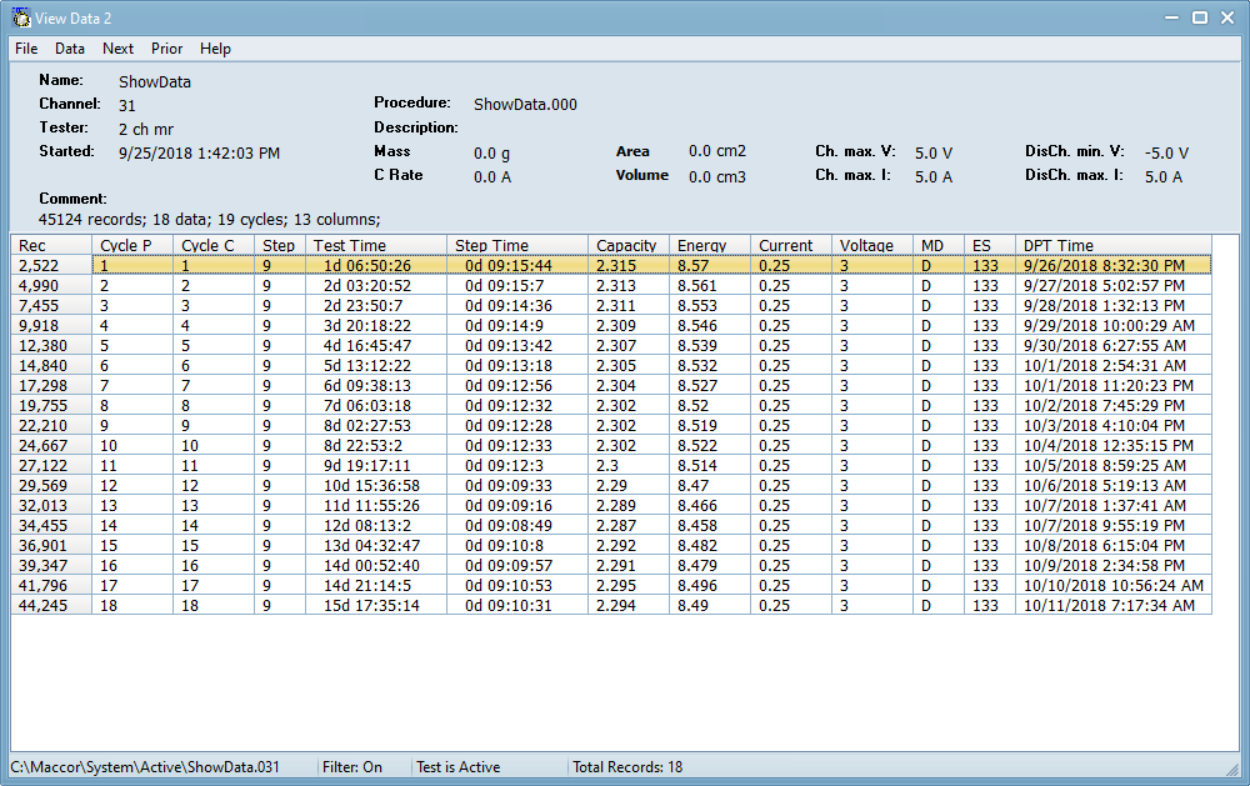 View Data 2
File Data Next Prior Help
Name: ShowData
Channel: 31 Procedure: ShowData.000
Tester: 2 ch mr Description:
Started: 9/25/2018 1:42:03 PM Mass 0.0 g Area 0.0 cm2 Ch. max. V: 5.0 V DisCh. min. V: -5.0 V
C Rate 0.0 A Volume 0.0 cm3 Ch. max. I: 5.0 A DisCh. max. I: 5.0 A
Comment:
45124 records; 18 data; 19 cycles; 13 columns;
Rec Cycle P Cycle C Step Test Time Step Time Capacity Energy Current Voltage MD ES DPT Time
2,522 1 1 9 1d 06:50:26 0d 09:15:44 2.315 8.57 0.25 3 D 133 9/26/2018 8:32:30 PM
4,990 2 2 9 2d 03:20:52 0d 09:15:7 2.313 8.561 0.25 3 D 133 9/27/2018 5:02:57 PM
7,455 3 3 9 2d 23:50:7 0d 09:14:36 2.311 8.553 0.25 3 D 133 9/28/2018 1:32:13 PM
9,918 4 4 9 3d 20:18:22 0d 09:14:9 2.309 8.546 0.25 3 D 133 9/29/2018 10:00:29 AM
12,380 5 5 9 4d 16:45:47 0d 09:13:42 2.307 8.539 0.25 3 D 133 9/30/2018 6:27:55 AM
14,840 6 6 9 5d 13:12:22 0d 09:13:18 2.305 8.532 0.25 3 D 133 10/1/2018 2:54:31 AM
17,298 7 7 9 6d 09:38:13 0d 09:12:56 2.304 8.527 0.25 3 D 133 10/1/2018 11:20:23 PM
19,755 8 8 9 7d 06:03:18 0d 09:12:32 2.302 8.52 0.25 3 D 133 10/2/2018 7:45:29 PM
22,210 9 9 9 8d 02:27:53 0d 09:12:28 2.302 8.519 0.25 3 D 133 10/3/2018 4:10:04 PM
24,667 10 10 9 8d 22:53:2 0d 09:12:33 2.302 8.522 0.25 3 D 133 10/4/2018 12:35:15 PM
27,122 11 11 9 9d 19:17:11 0d 09:12:3 2.3 8.514 0.25 3 D 133 10/5/2018 8:59:25 AM
29,569 12 12 9 10d 15:36:58 0d 09:09:33 2.29 8.47 0.25 3 D 133 10/6/2018 5:19:13 AM
32,013 13 13 9 11d 11:55:26 0d 09:09:16 2.289 8.466 0.25 3 D 133 10/7/2018 1:37:41 AM
34,455 14 14 9 12d 08:13:2 0d 09:08:49 2.287 8.458 0.25 3 D 133 10/7/2018 9:55:19 PM
36,901 15 15 9 13d 04:32:47 0d 09:10:8 2.292 8.482 0.25 3 D 133 10/8/2018 6:15:04 PM
39,347 16 16 9 14d 00:52:40 0d 09:09:57 2.291 8.479 0.25 3 D 133 10/9/2018 2:34:58 PM
41,796 17 17 9 14d 21:14:5 0d 09:10:53 2.295 8.496 0.25 3 D 133 10/10/2018 10:56:24 AM
44,245 18 18 9 15d 17:35:14 0d 09:10:31 2.294 8.49 0.25 3 D 133 10/11/2018 7:17:34 AM
C:\Maccor\System\Active\ShowData.031 Filter: On Test is Active Total Records: 18